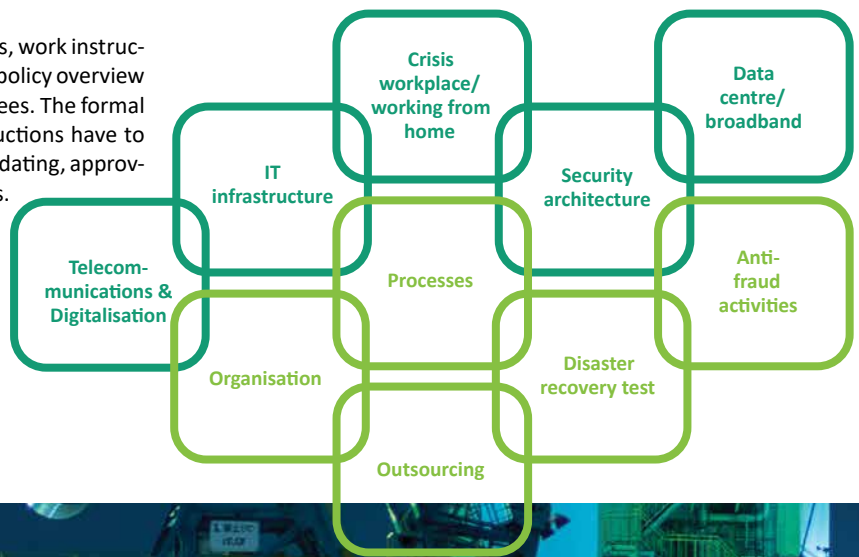 s, work instruc-
policy overview
ees. The formal
uctions have to
dating, approv-
s.
Crisis
workplace/
working from
home
Data
centre/
broadband
IT
infrastructure
Security
architecture
Telecom-
munications &
Digitalisation
Processes
Anti-
fraud
activities
Organisation
Disaster
recovery test
Outsourcing